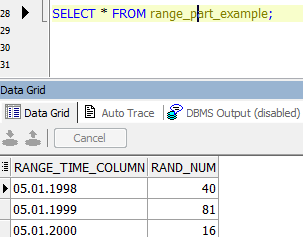 28 SELECT * FROM range_part_example;
29
30
31
Data Grid
Data Grid Auto Trace DBMS Output (disabled)
Cancel
RANGE_TIME_COLUMN RAND_NUM
05.01.1998 40
05.01.1999 81
05.01.2000 16